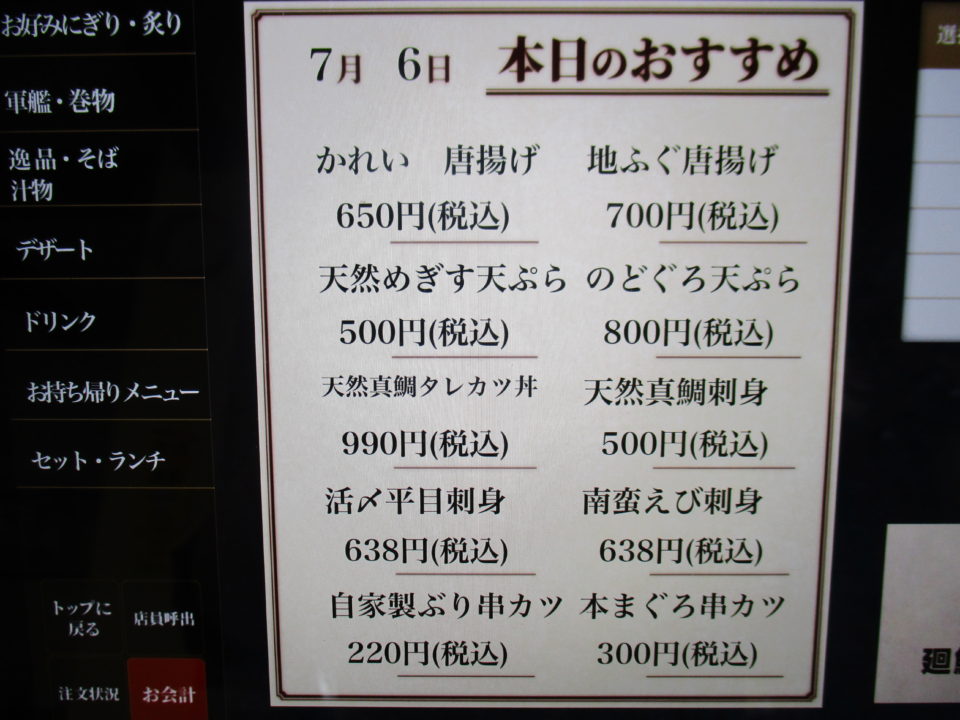 お好みにぎり・炙り
軍艦・巻物
逸品・そば
汁物
デザート
ドリンク
お持ち帰りメニュー
セット・ランチ
トップに
戻る
店員呼出
注文状況
お会計
7月 6日 本日のおすすめ
かれい 唐揚げ 地ふぐ唐揚げ
650円(税込) 700円(税込)
天然めぎす天ぷら のどぐろ天ぷら
500円(税込) 800円(税込)
天然真鯛タレカツ丼 天然真鯛刺身
990円(税込) 500円(税込)
活〆平目刺身 南蛮えび刺身
638円(税込) 638円(税込)
自家製ぶり串カツ 本まぐろ串カツ
220円(税込) 300円(税込)
選
廻